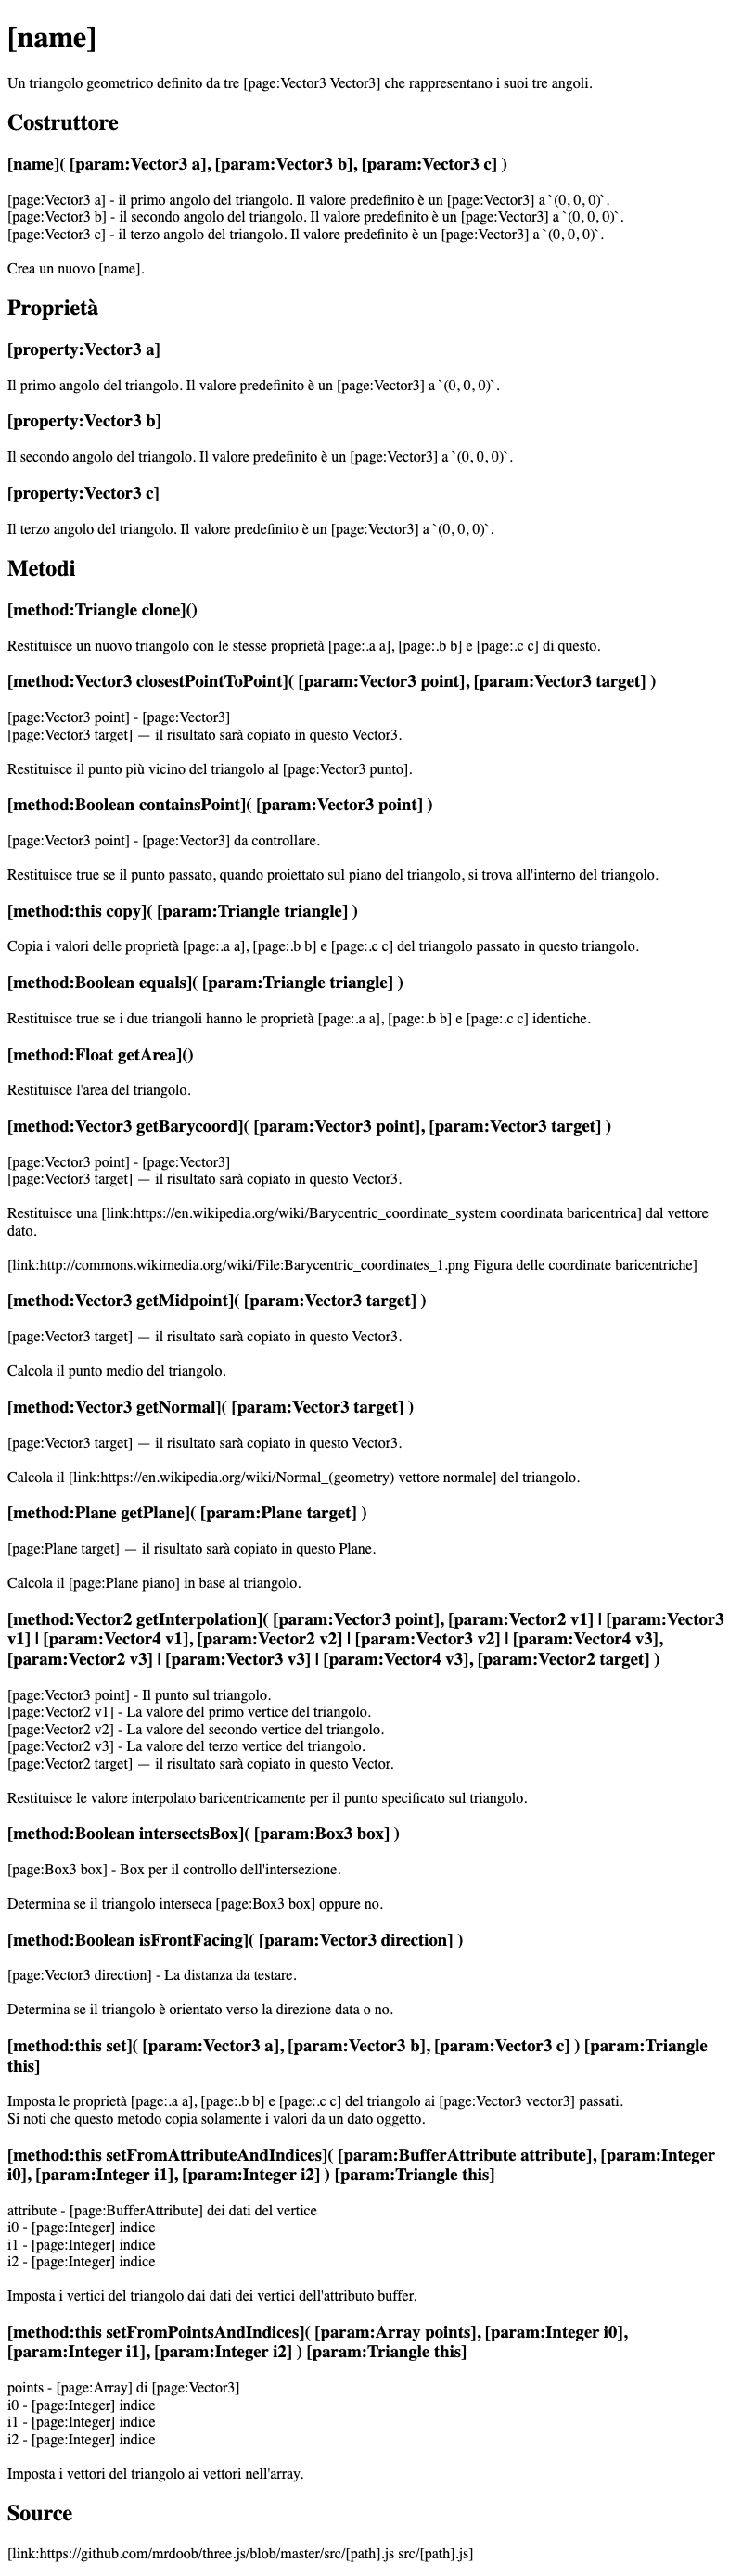 [name]
Un triangolo geometrico definito da tre [page:Vector3 Vector3] che rappresentano i suoi tre angoli.
Costruttore
[name]( [param:Vector3 a], [param:Vector3 b], [param:Vector3 c] )
[page:Vector3 a] - il primo angolo del triangolo. Il valore predefinito è un [page:Vector3] a `(0, 0, 0)`.
[page:Vector3 b] - il secondo angolo del triangolo. Il valore predefinito è un [page:Vector3] a `(0, 0, 0)`.
[page:Vector3 c] - il terzo angolo del triangolo. Il valore predefinito è un [page:Vector3] a `(0, 0, 0)`.
Crea un nuovo [name].
Proprietà
[property:Vector3 a]
Il primo angolo del triangolo. Il valore predefinito è un [page:Vector3] a `(0, 0, 0)`.
[property:Vector3 b]
Il secondo angolo del triangolo. Il valore predefinito è un [page:Vector3] a `(0, 0, 0)`.
[property:Vector3 c]
Il terzo angolo del triangolo. Il valore predefinito è un [page:Vector3] a `(0, 0, 0)`.
Metodi
[method:Triangle clone]()
Restituisce un nuovo triangolo con le stesse proprietà [page:.a a], [page:.b b] e [page:.c c] di questo.
[method:Vector3 closestPointToPoint]( [param:Vector3 point], [param:Vector3 target] )
[page:Vector3 point] - [page:Vector3]
[page:Vector3 target] — il risultato sarà copiato in questo Vector3.
Restituisce il punto più vicino del triangolo al [page:Vector3 punto].
[method:Boolean containsPoint]( [param:Vector3 point] )
[page:Vector3 point] - [page:Vector3] da controllare.
Restituisce true se il punto passato, quando proiettato sul piano del triangolo, si trova all'interno del triangolo.
[method:this copy]( [param:Triangle triangle] )
Copia i valori delle proprietà [page:.a a], [page:.b b] e [page:.c c] del triangolo passato in questo triangolo.
[method:Boolean equals]( [param:Triangle triangle] )
Restituisce true se i due triangoli hanno le proprietà [page:.a a], [page:.b b] e [page:.c c] identiche.
[method:Float getArea]()
Restituisce l'area del triangolo.
[method:Vector3 getBarycoord]( [param:Vector3 point], [param:Vector3 target] )
[page:Vector3 point] - [page:Vector3]
[page:Vector3 target] — il risultato sarà copiato in questo Vector3.
Restituisce una [link:https://en.wikipedia.org/wiki/Barycentric_coordinate_system coordinata baricentrica] dal vettore
dato.
[link:http://commons.wikimedia.org/wiki/File:Barycentric_coordinates_1.png Figura delle coordinate baricentriche]
[method:Vector3 getMidpoint]( [param:Vector3 target] )
[page:Vector3 target] — il risultato sarà copiato in questo Vector3.
Calcola il punto medio del triangolo.
[method:Vector3 getNormal]( [param:Vector3 target] )
[page:Vector3 target] — il risultato sarà copiato in questo Vector3.
Calcola il [link:https://en.wikipedia.org/wiki/Normal_(geometry) vettore normale] del triangolo.
[method:Plane getPlane]( [param:Plane target] )
[page:Plane target] — il risultato sarà copiato in questo Plane.
Calcola il [page:Plane piano] in base al triangolo.
[method:Vector2 getInterpolation]( [param:Vector3 point], [param:Vector2 v1] | [param:Vector3
v1] | [param:Vector4 v1], [param:Vector2 v2] | [param:Vector3 v2] | [param:Vector4 v3],
[param:Vector2 v3] | [param:Vector3 v3] | [param:Vector4 v3], [param:Vector2 target] )
[page:Vector3 point] - Il punto sul triangolo.
[page:Vector2 v1] - La valore del primo vertice del triangolo.
[page:Vector2 v2] - La valore del secondo vertice del triangolo.
[page:Vector2 v3] - La valore del terzo vertice del triangolo.
[page:Vector2 target] — il risultato sarà copiato in questo Vector.
Restituisce le valore interpolato baricentricamente per il punto specificato sul triangolo.
[method:Boolean intersectsBox]( [param:Box3 box] )
[page:Box3 box] - Box per il controllo dell'intersezione.
Determina se il triangolo interseca [page:Box3 box] oppure no.
[method:Boolean isFrontFacing]( [param:Vector3 direction] )
[page:Vector3 direction] - La distanza da testare.
Determina se il triangolo è orientato verso la direzione data o no.
[method:this set]( [param:Vector3 a], [param:Vector3 b], [param:Vector3 c] ) [param:Triangle
this]
Imposta le proprietà [page:.a a], [page:.b b] e [page:.c c] del triangolo ai [page:Vector3 vector3] passati.
Si noti che questo metodo copia solamente i valori da un dato oggetto.
[method:this setFromAttributeAndIndices]( [param:BufferAttribute attribute], [param:Integer
i0], [param:Integer i1], [param:Integer i2] ) [param:Triangle this]
attribute - [page:BufferAttribute] dei dati del vertice
i0 - [page:Integer] indice
i1 - [page:Integer] indice
i2 - [page:Integer] indice
Imposta i vertici del triangolo dai dati dei vertici dell'attributo buffer.
[method:this setFromPointsAndIndices]( [param:Array points], [param:Integer i0],
[param:Integer i1], [param:Integer i2] ) [param:Triangle this]
points - [page:Array] di [page:Vector3]
i0 - [page:Integer] indice
i1 - [page:Integer] indice
i2 - [page:Integer] indice
Imposta i vettori del triangolo ai vettori nell'array.
Source
[link:https://github.com/mrdoob/three.js/blob/master/src/[path].js src/[path].js]